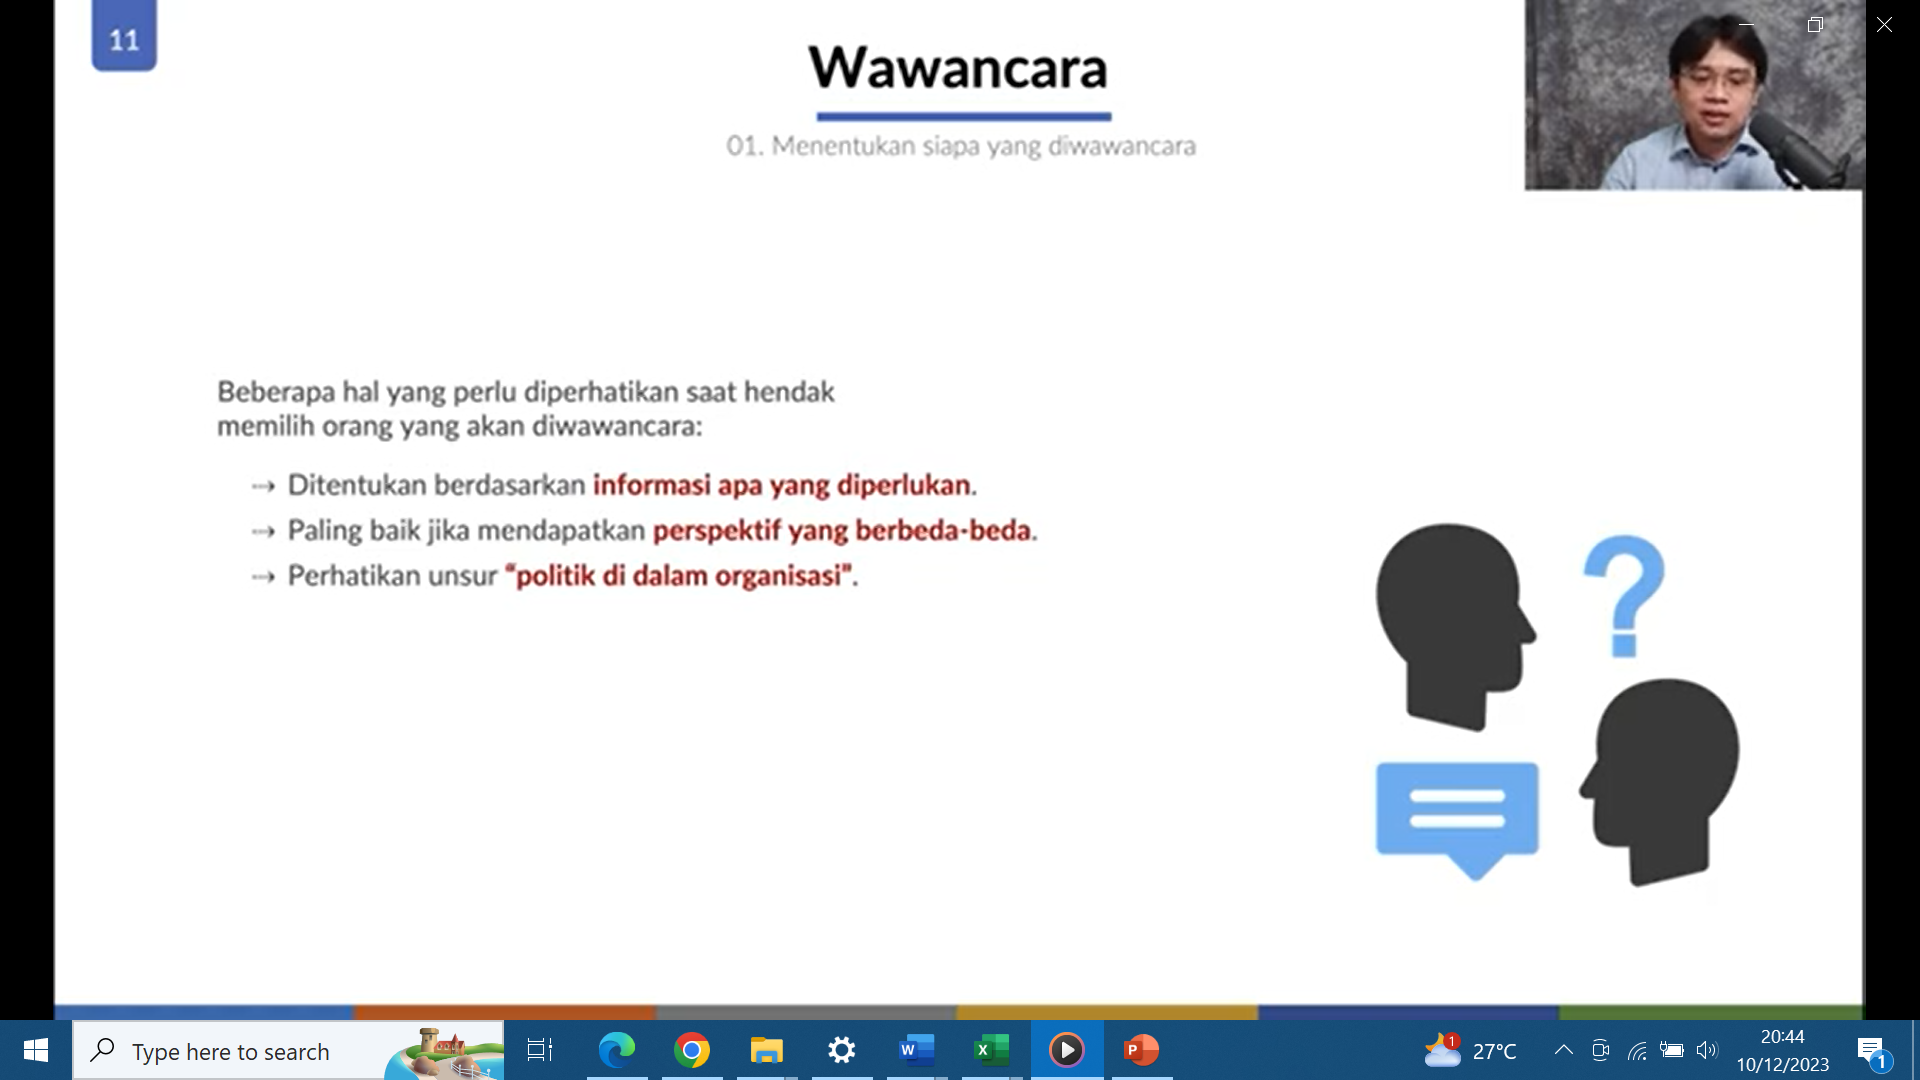 11
Wawancara
01. Menentukan siapa yang diwawancara
Beberapa hal yang perlu diperhatikan saat hendak
memilih orang yang akan diwawancara:
→ Ditentukan berdasarkan informasi apa yang diperlukan.
→ Paling baik jika mendapatkan perspektif yang berbeda-beda.
→ Perhatikan unsur “politik di dalam organisasi”.
Type here to search
W
X
P
1
27°C
20:44
10/12/2023
1